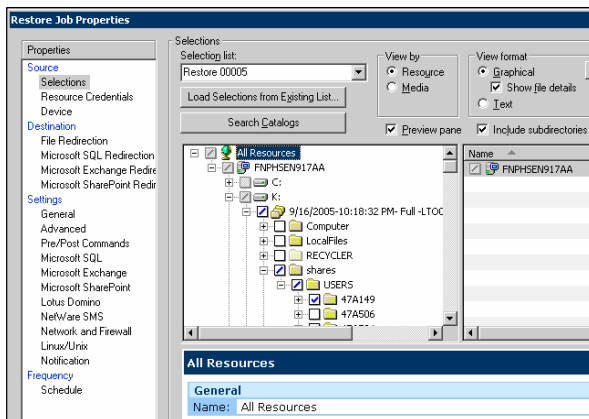 Restore Job Properties
Properties
Source
Selections
Resource Credentials
Device
Destination
File Redirection
Microsoft SQL Redirection
Microsoft Exchange Redire
Microsoft SharePoint Redir
Settings
General
Advanced
Pre/Post Commands
Microsoft SQL
Microsoft Exchange
Microsoft SharePoint
Lotus Domino
NetWare SMS
Network and Firewall
Linux/Unix
Notification
Frequency
Schedule
Selections
Selection list:
Restore 00005
Load Selections from Existing List...
Search Catalogs
View by
Resource
Media
View format
Graphical
Show file details
Text
Preview pane
Include subdirectories
All Resources
FNPHSEN917AA
C:
K:
9/16/2005-10:18:32 PM- Full -LTOC
Computer
LocalFiles
RECYCLER
shares
USERS
47A149
47A506
Name
FNPHSEN917AA
All Resources
General
Name: All Resources